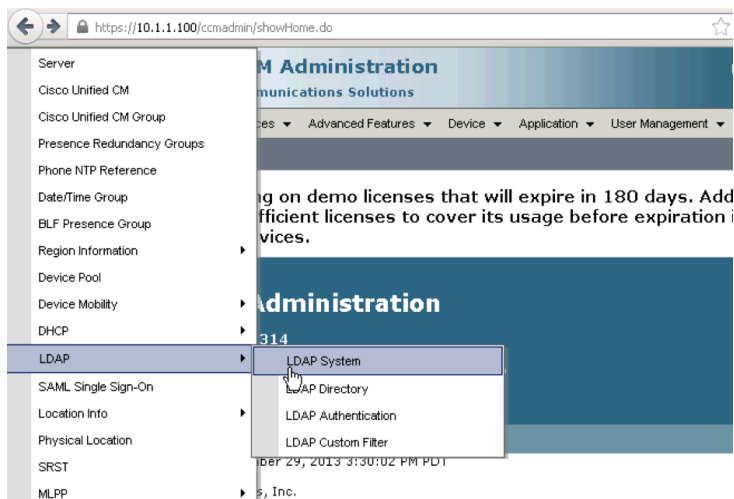 https://10.1.1.100/ccmadmin/showHome.do
Server
Cisco Unified CM
Cisco Unified CM Group
Presence Redundancy Groups
Phone NTP Reference
Date/Time Group
BLF Presence Group
Region Information
Device Pool
Device Mobility
DHCP
LDAP
SAML Single Sign-On
Location Info
Physical Location
SRST
MLPP
LDAP System
LDAP Directory
LDAP Authentication
LDAP Custom Filter
M Administration
munications Solutions
ces Advanced Features Device Application User Management
ng on demo licenses that will expire in 180 days. Add
fficient licenses to cover its usage before expiration i
vices.
Administration
314
ber 29, 2013 3:30:02 PM PDT
s, Inc.